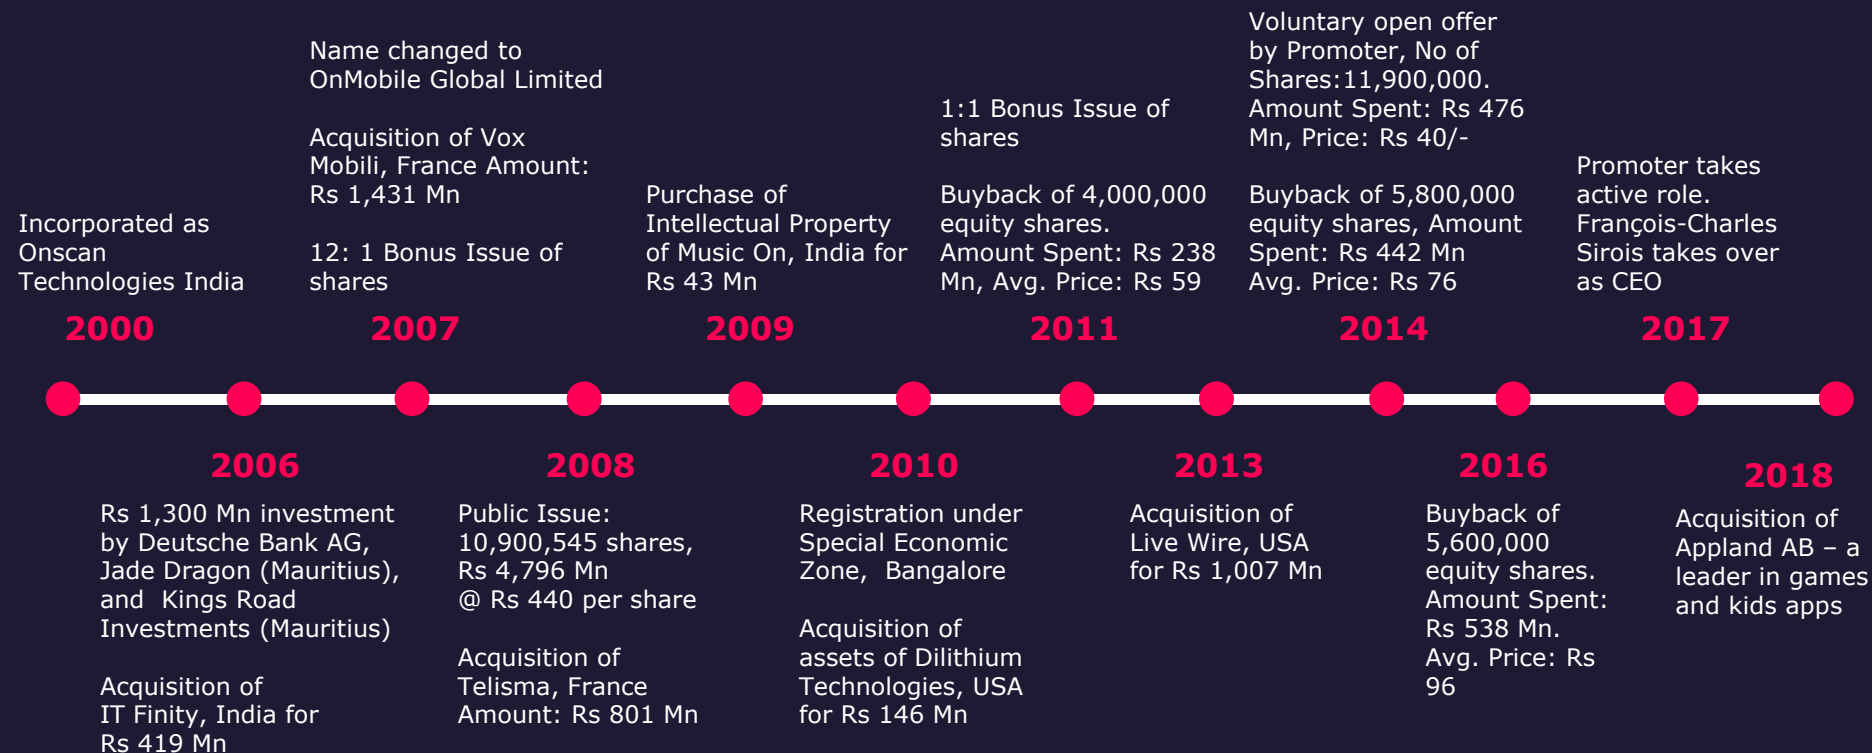 Incorporated as
Onscan
Technologies India
2000
Name changed to
OnMobile Global Limited
Acquisition of Vox
Mobili, France Amount:
Rs 1,431 Mn
12: 1 Bonus Issue of
shares
2007
Purchase of
Intellectual Property
of Music On, India for
Rs 43 Mn
2009
1:1 Bonus Issue of
shares
Buyback of 4,000,000
equity shares.
Amount Spent: Rs 238
Mn, Avg. Price: Rs 59
2011
Voluntary open offer
by Promoter, No of
Shares:11,900,000.
Amount Spent: Rs 476
Mn, Price: Rs 40/-
Buyback of 5,800,000
equity shares, Amount
Spent: Rs 442 Mn
Avg. Price: Rs 76
2014
Promoter takes
active role.
François-Charles
Sirois takes over
as CEO
2017
2006
Rs 1,300 Mn investment
by Deutsche Bank AG,
Jade Dragon (Mauritius),
and  Kings Road
Investments (Mauritius)
Acquisition of
IT Finity, India for
Rs 419 Mn
2008
Public Issue:
10,900,545 shares,
Rs 4,796 Mn
@ Rs 440 per share
Acquisition of
Telisma, France
Amount: Rs 801 Mn
2010
Registration under
Special Economic
Zone,  Bangalore
Acquisition of
assets of Dilithium
Technologies, USA
for Rs 146 Mn
2013
Acquisition of
Live Wire, USA
for Rs 1,007 Mn
2016
Buyback of
5,600,000
equity shares.
Amount Spent:
Rs 538 Mn.
Avg. Price: Rs
96
2018
Acquisition of
Appland AB – a
leader in games
and kids apps